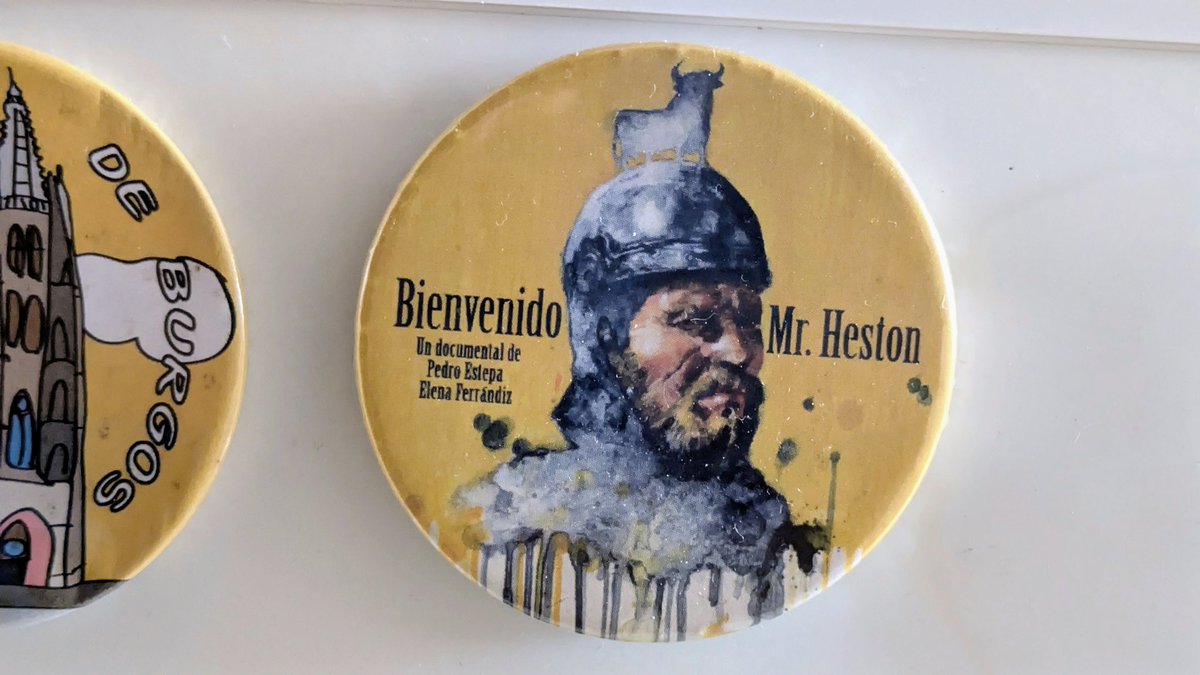 DE
BURGOS
Bienvenido
Mr. Heston
Un documental de
Pedro Estepa
Elena Ferrándiz